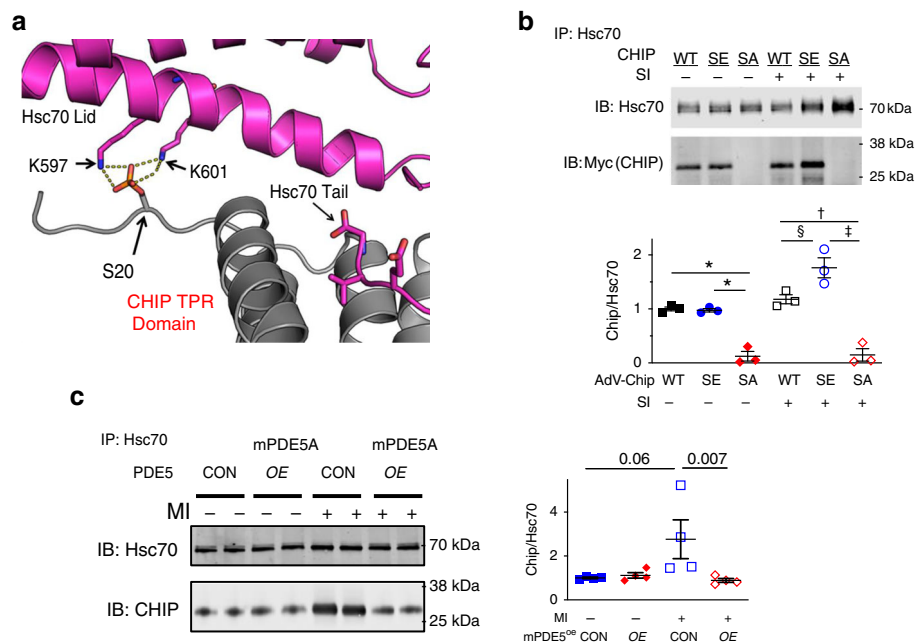 a
Hsc70 Lid
K597
K601
Hsc70 Tail
S20
CHIP TPR
Domain
b
IP: Hsc70
CHIP WT SE SA WT SE SA
SI – – – + + +
IB: Hsc70 70 kDa
38 kDa
IB: Myc (CHIP)
25 kDa
† 
§ ‡
*
*
Chip/Hsc70
2
1
0
AdV-Chip WT SE SA WT SE SA
SI – – – + + +
c
IP: Hsc70
mPDE5A mPDE5A
PDE5 CON OE CON OE
MI – – – – + + + +
IB: Hsc70 70 kDa
38 kDa
IB: CHIP
25 kDa
0.06 0.007
Chip/Hsc70
4
2
0
MI – – + +
mPDE5oe CON OE CON OE